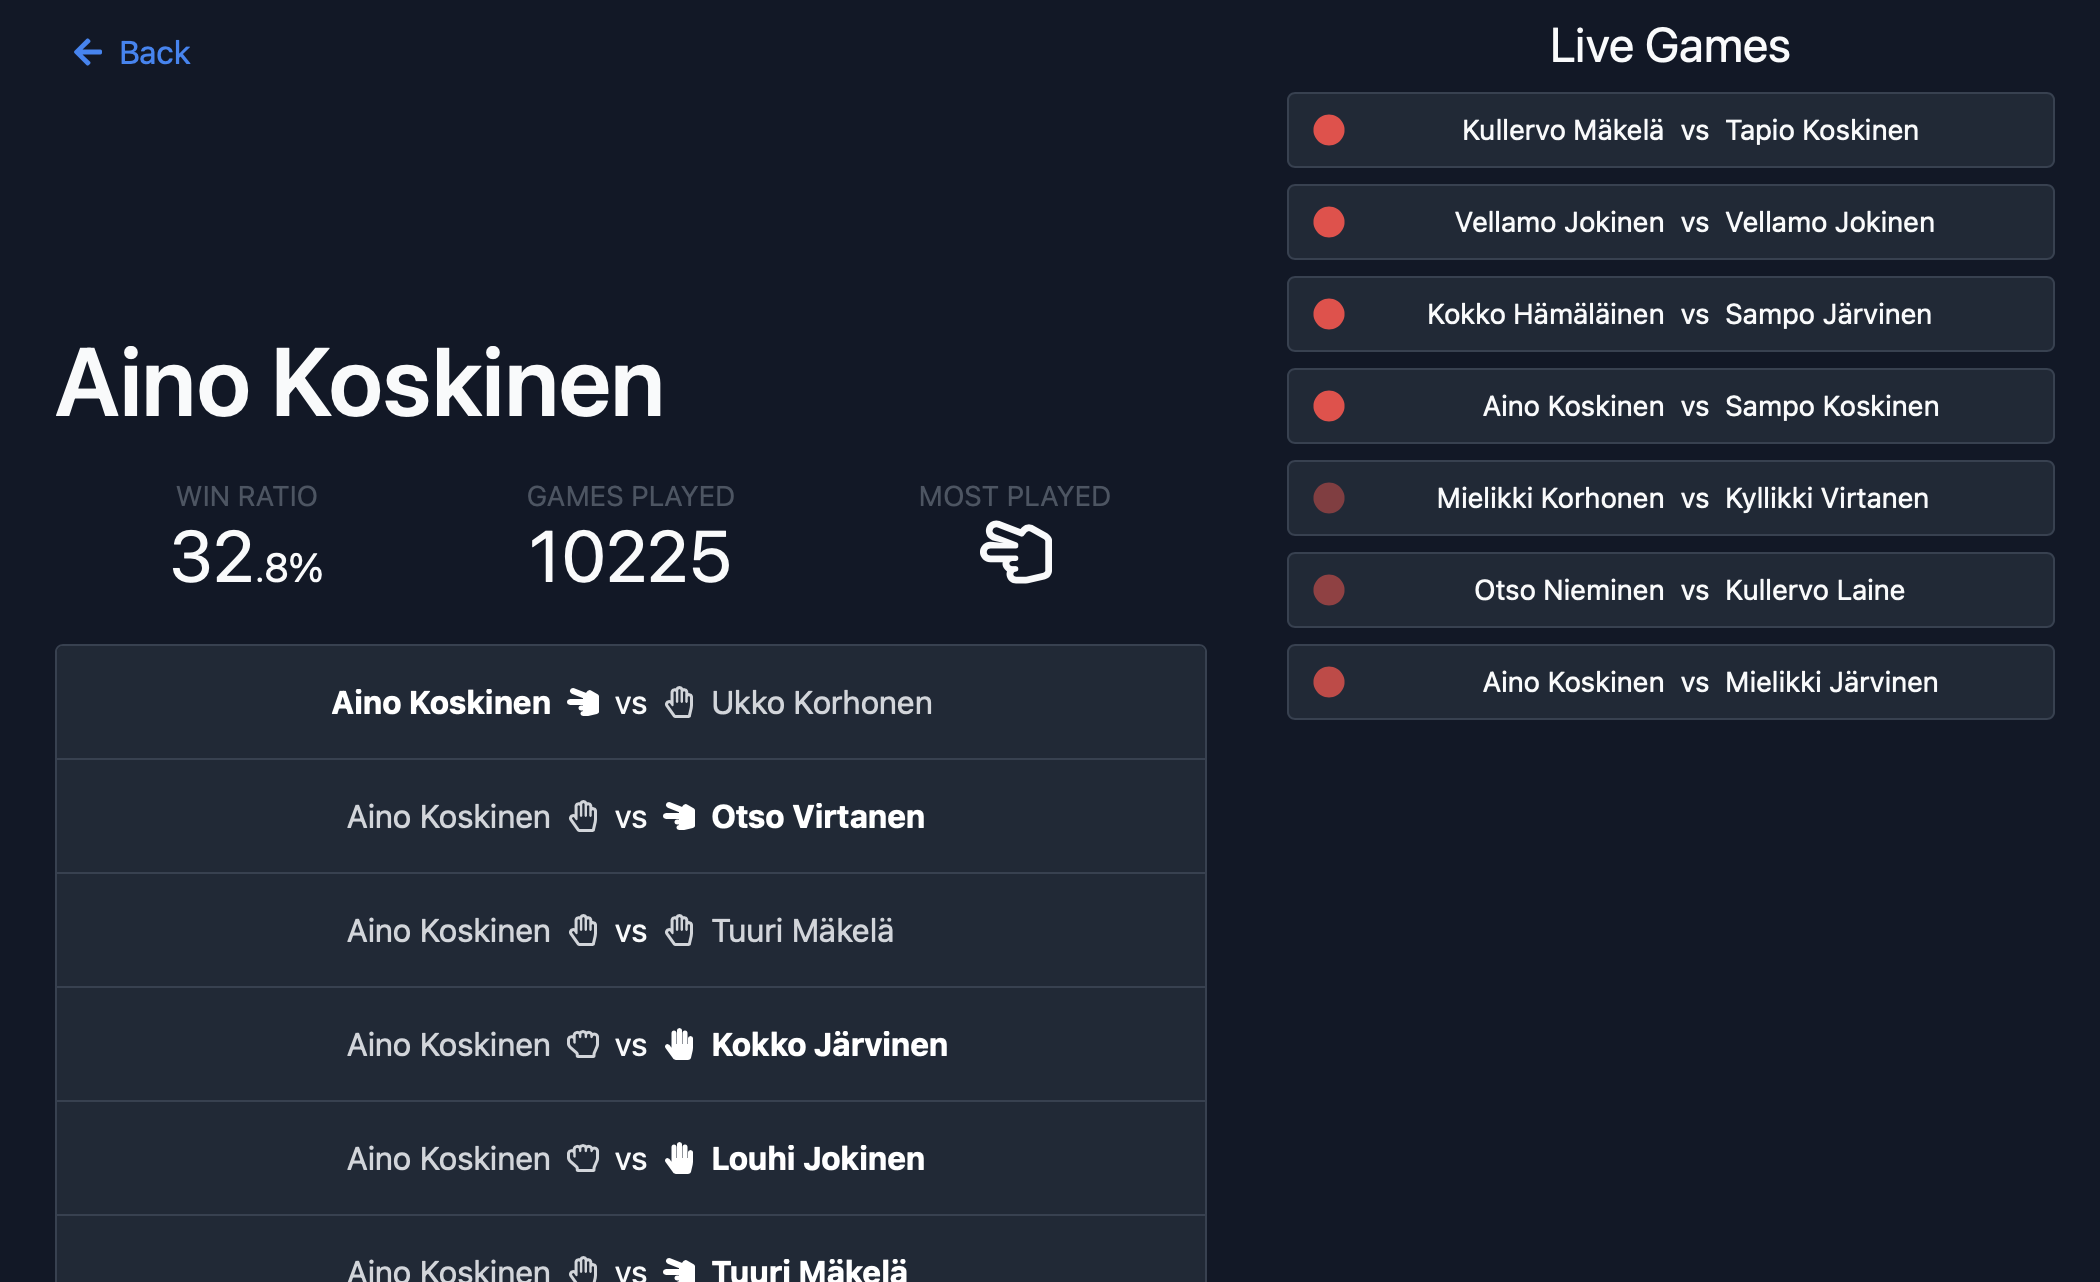 Back
Aino Koskinen
WIN RATIO
32.8%
GAMES PLAYED
10225
MOST PLAYED
Aino Koskinen vs Ukko Korhonen
Aino Koskinen vs Otso Virtanen
Aino Koskinen vs Tuuri Mäkelä
Aino Koskinen vs Kokko Järvinen
Aino Koskinen vs Louhi Jokinen
Aino Koskinen vs Tuuri Mäkelä
Live Games
Kullervo Mäkelä vs Tapio Koskinen
Vellamo Jokinen vs Vellamo Jokinen
Kokko Hämäläinen vs Sampo Järvinen
Aino Koskinen vs Sampo Koskinen
Mielikki Korhonen vs Kyllikki Virtanen
Otso Nieminen vs Kullervo Laine
Aino Koskinen vs Mielikki Järvinen